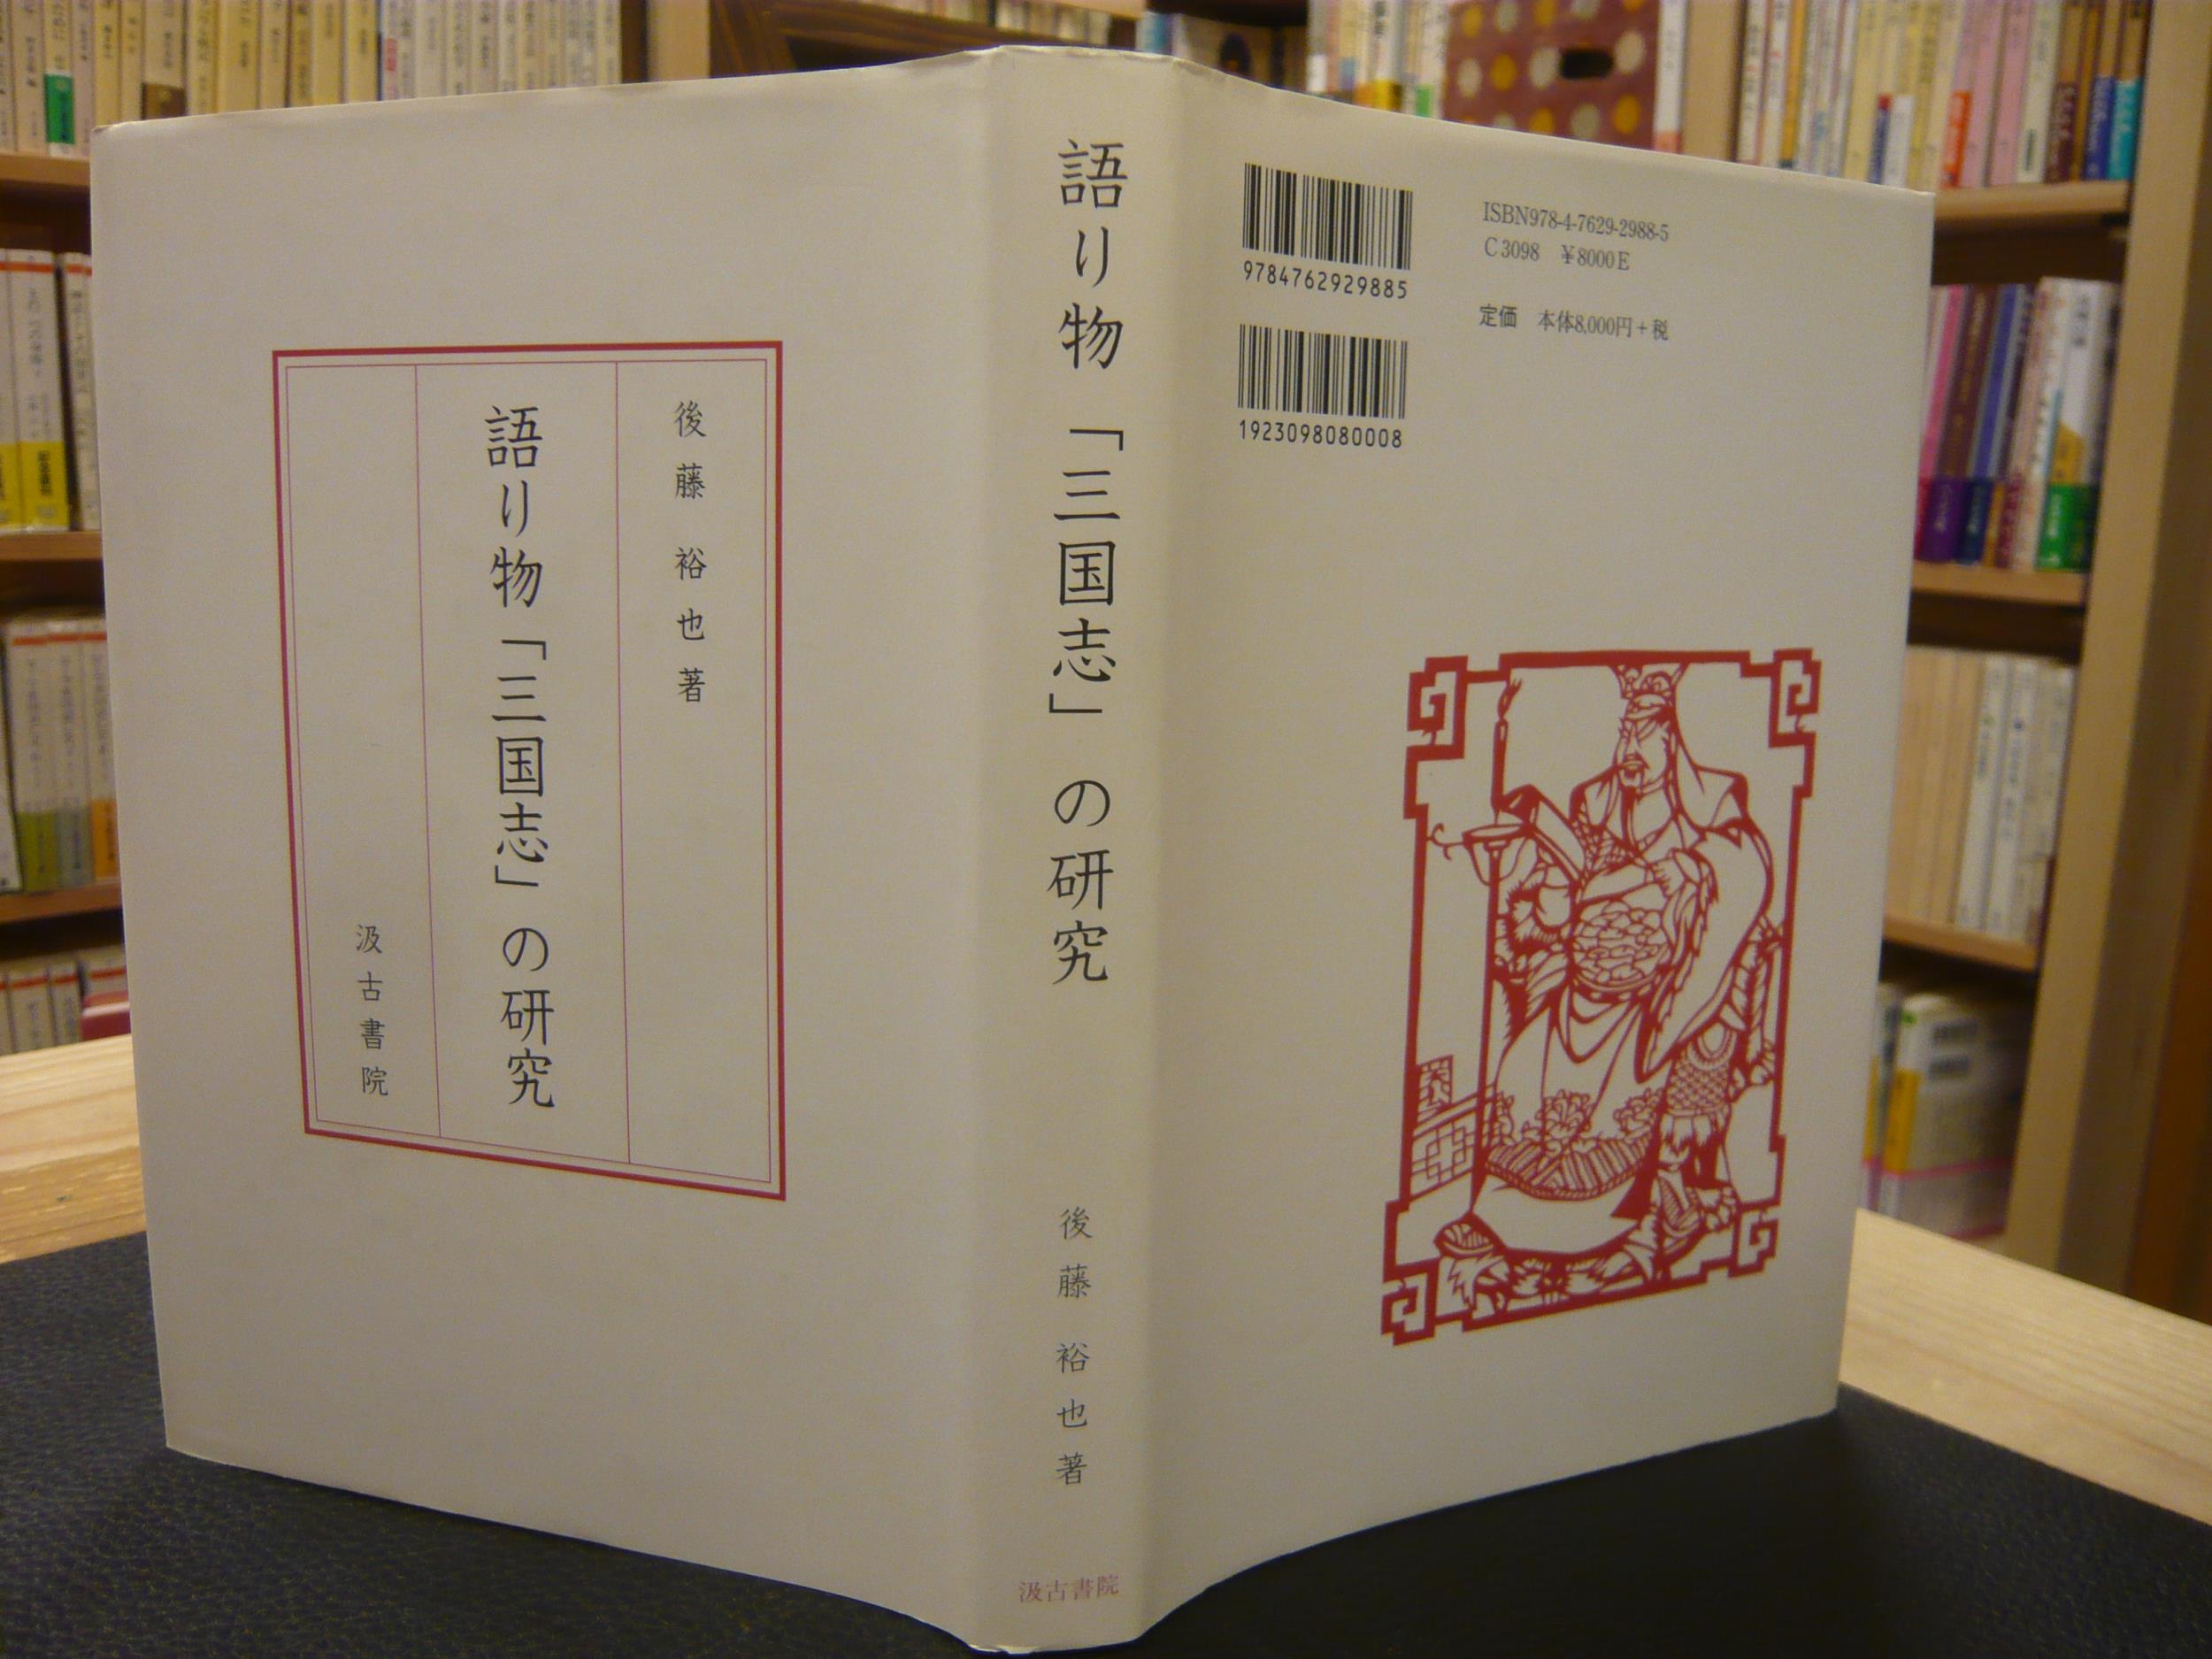 後藤裕也著
語り物「三国志」の研究
汲古書院
語り物「三国志」の研究
後藤裕也著
汲古書院
9784762929885
1923098080008
ISBN978-4-7629-2988-5
C3098 ¥8000E
定価 本体8,000円+税